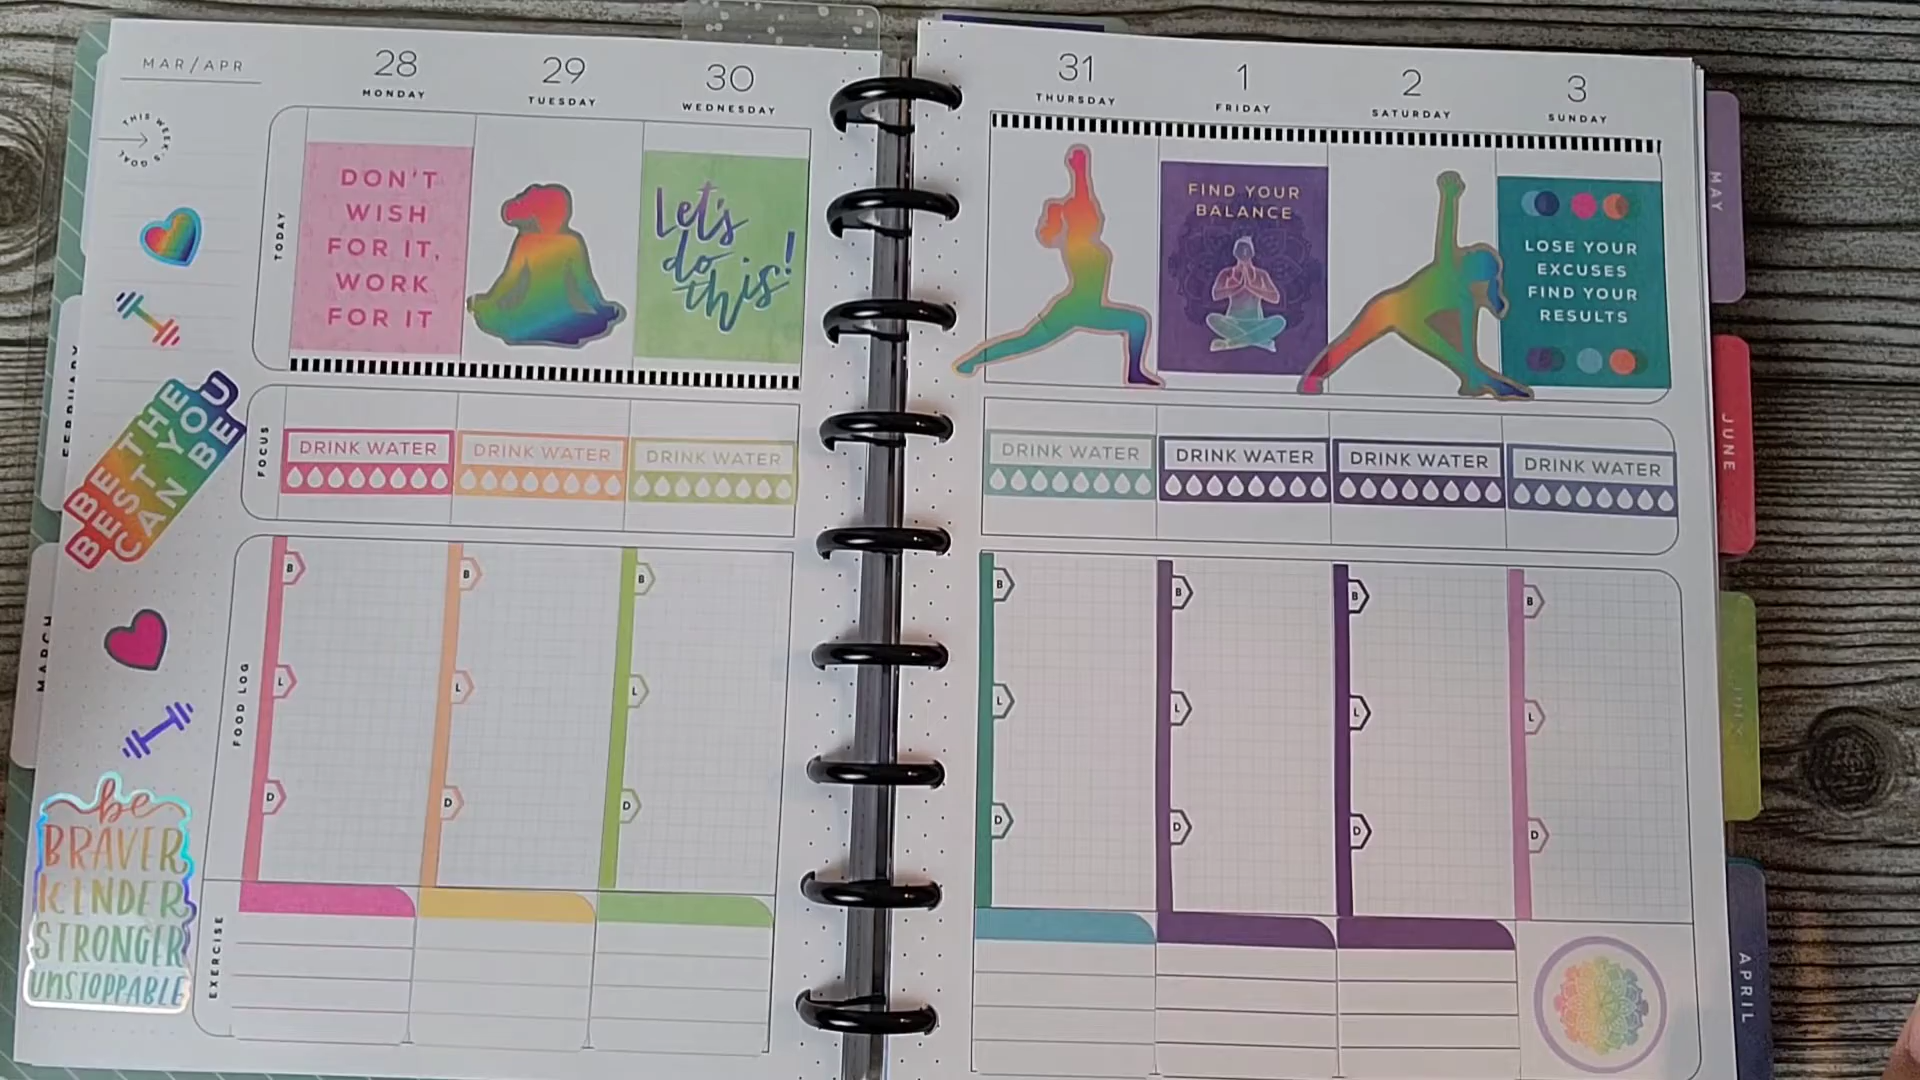 MAR/APR
28
MONDAY
29
TUESDAY
30
WEDNESDAY
31
THURSDAY
1
FRIDAY
2
SATURDAY
3
SUNDAY
THIS WEEK'S GOAL
TODAY
DON'T
WISH
FOR IT,
WORK
FOR IT
Let's
do
this!
FIND YOUR
BALANCE
LOSE YOUR
EXCUSES
FIND YOUR
RESULTS
FOCUS
DRINK WATER
DRINK WATER
DRINK WATER
DRINK WATER
DRINK WATER
DRINK WATER
DRINK WATER
BE THE
BEST YOU
CAN BE
FOOD LOG
B
B
B
B
B
B
B
L
L
L
L
L
L
L
D
D
D
D
D
D
D
be
BRAVER
KINDER
STRONGER
UNSTOPPABLE
EXERCISE
FEBRUARY
MARCH
MAY
JUNE
JULY
APRIL